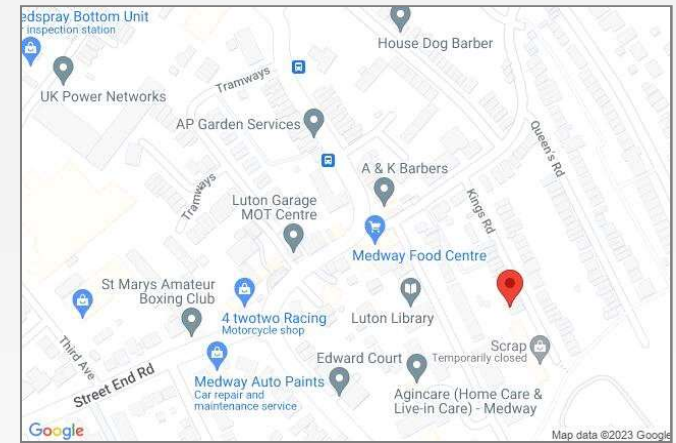 edspray Bottom Unit
inspection station
House Dog Barber
UK Power Networks
Tramways
AP Garden Services
Queen's Rd
A & K Barbers
Tramways
Luton Garage
MOT Centre
Kings Rd
Medway Food Centre
St Marys Amateur
Boxing Club
4 twotwo Racing
Motorcycle shop
Luton Library
Third Ave
Scrap
Temporarily closed
Edward Court
Street End Rd
Medway Auto Paints
Car repair and
maintenance service
Agincare (Home Care &
Live-in Care) - Medway
Google
Map data ©2023 Google